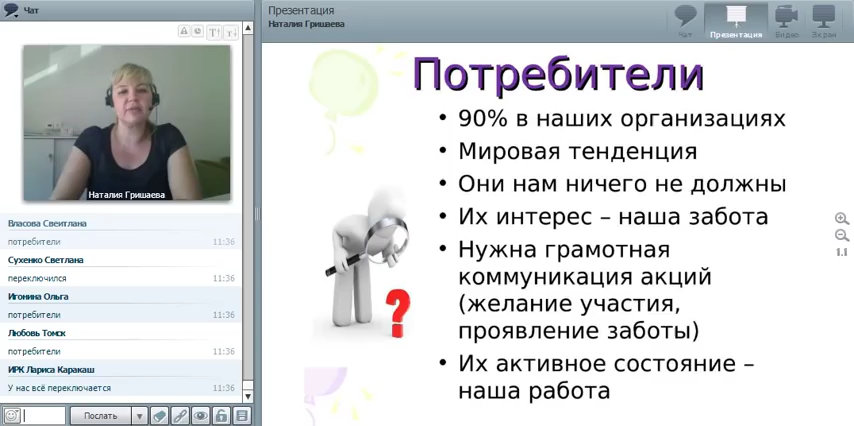 Чат
Наталия Гришаева
Власова Свеитлана
потребители 11:36
Сухенко Светлана
переключился 11:36
Игонина Ольга
потребители 11:36
Любовь Томск
потребители 11:36
ИРК Лариса Каракаш
У нас всё переключается 11:36
Послать
Презентация
Наталия Гришаева
Чат
Презентация
Видео
Экран
Потребители
• 90% в наших организациях
• Мировая тенденция
• Они нам ничего не должны
• Их интерес – наша забота
• Нужна грамотная
коммуникация акций
(желание участия,
проявление заботы)
• Их активное состояние –
наша работа
?
1:1